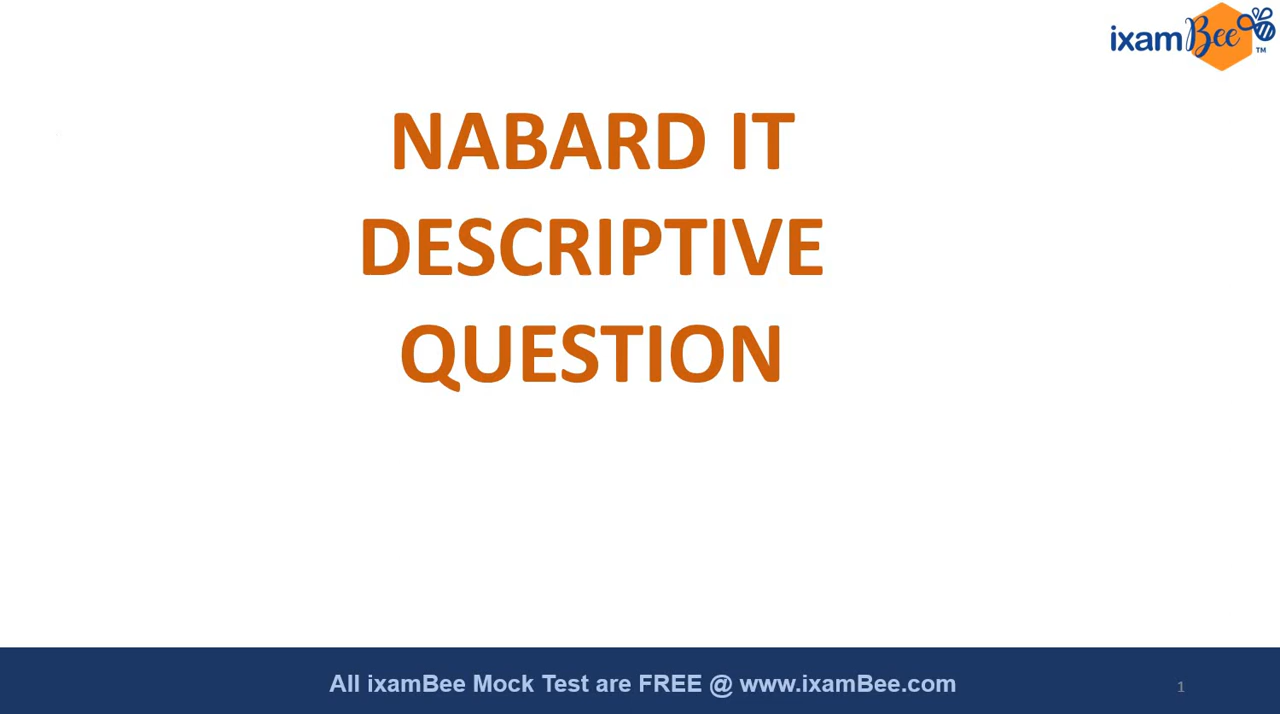 ixamBee
TM
NABARD IT
DESCRIPTIVE
QUESTION
All ixamBee Mock Test are FREE @ www.ixamBee.com
1